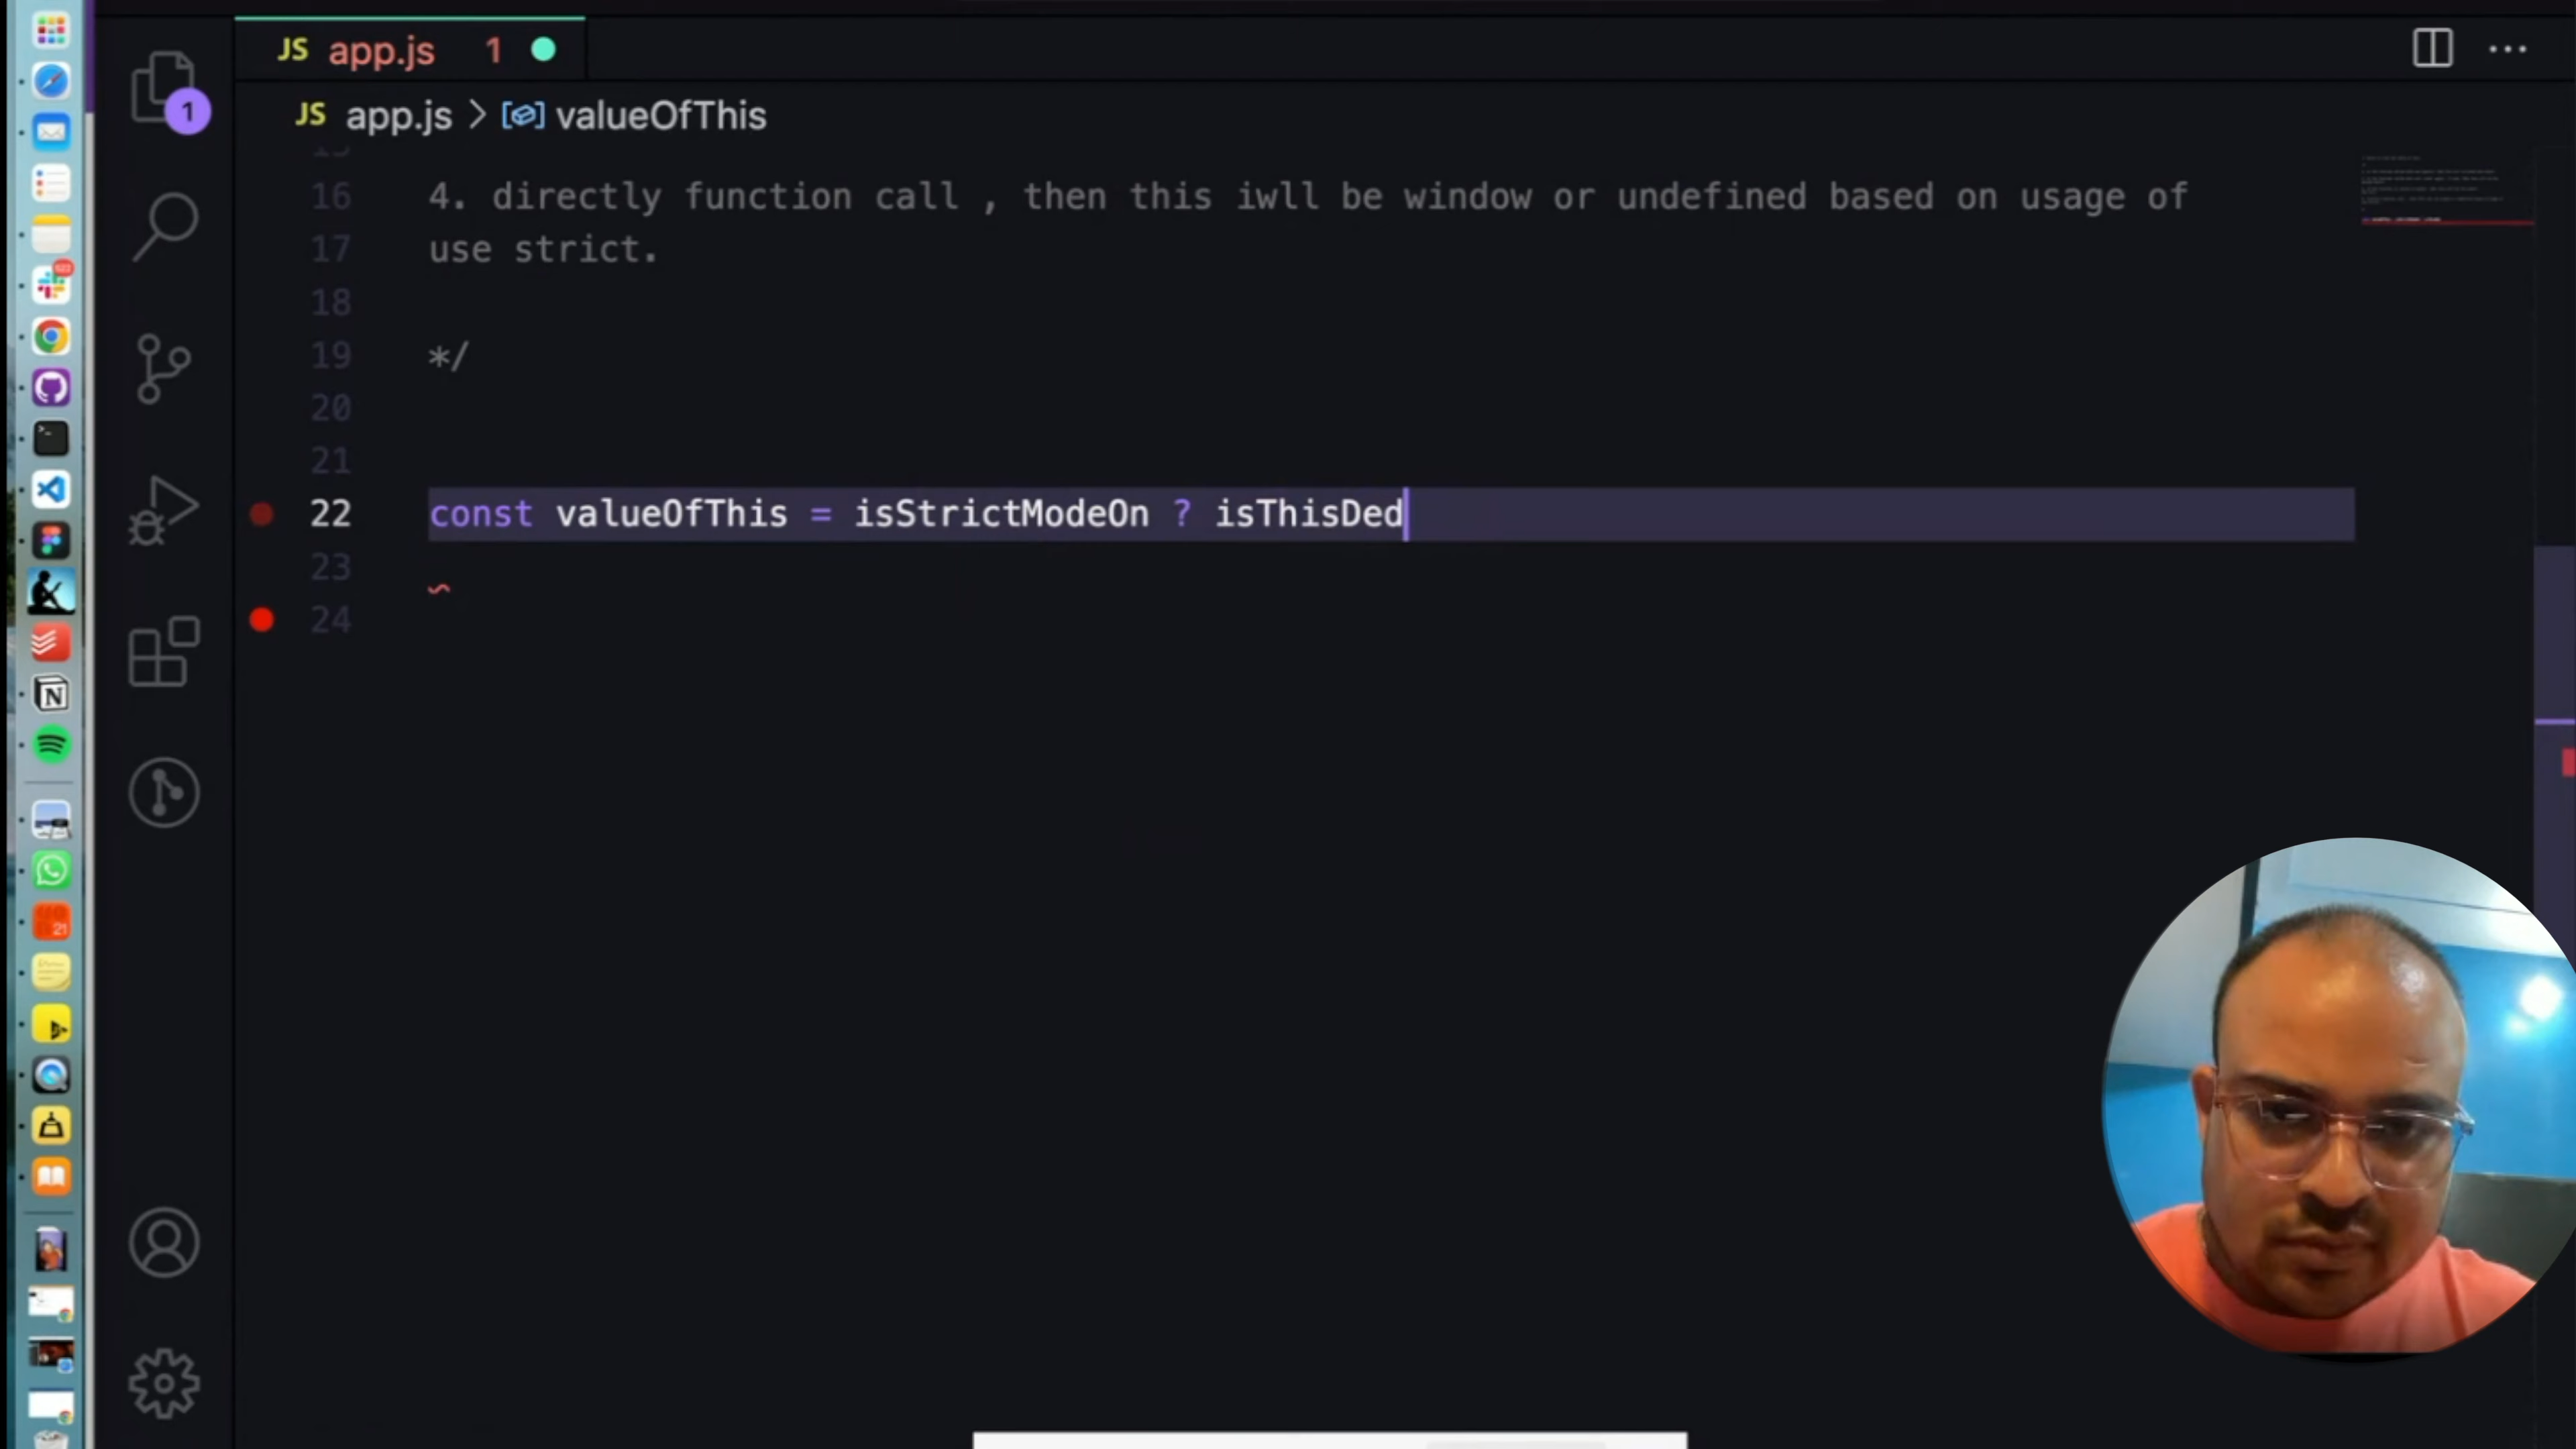 JS app.js 1
JS app.js > valueOfThis
1
16 4. directly function call , then this iwll be window or undefined based on usage of
17 use strict.
18
19 */
20
21
22 const valueOfThis = isStrictModeOn ? isThisDed
23
24
21